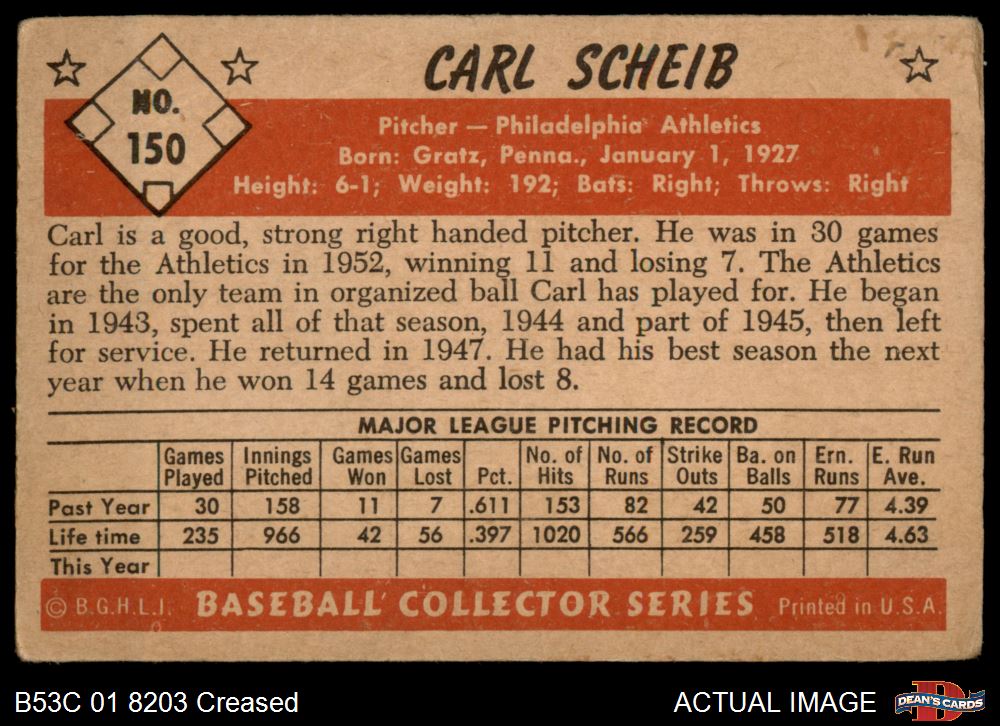 CARL SCHEIB
NO.
150
Pitcher — Philadelphia Athletics
Born: Gratz, Penna., January 1, 1927
Height: 6-1; Weight: 192; Bats: Right; Throws: Right
Carl is a good, strong right handed pitcher. He was in 30 games
for the Athletics in 1952, winning 11 and losing 7. The Athletics
are the only team in organized ball Carl has played for. He began
in 1943, spent all of that season, 1944 and part of 1945, then left
for service. He returned in 1947. He had his best season the next
year when he won 14 games and lost 8.
MAJOR LEAGUE PITCHING RECORD
Games Innings Games Games No. of No. of Strike Ba. on Ern. E. Run
Played Pitched Won Lost Pct. Hits Runs Outs Balls Runs Ave.
Past Year 30 158 11 7 .611 153 82 42 50 77 4.39
Life time 235 966 42 56 .397 1020 566 259 458 518 4.63
This Year
© B.G.H.L.I. BASEBALL COLLECTOR SERIES Printed in U.S.A.
B53C 01 8203 Creased ACTUAL IMAGE DEAN'S CARDS